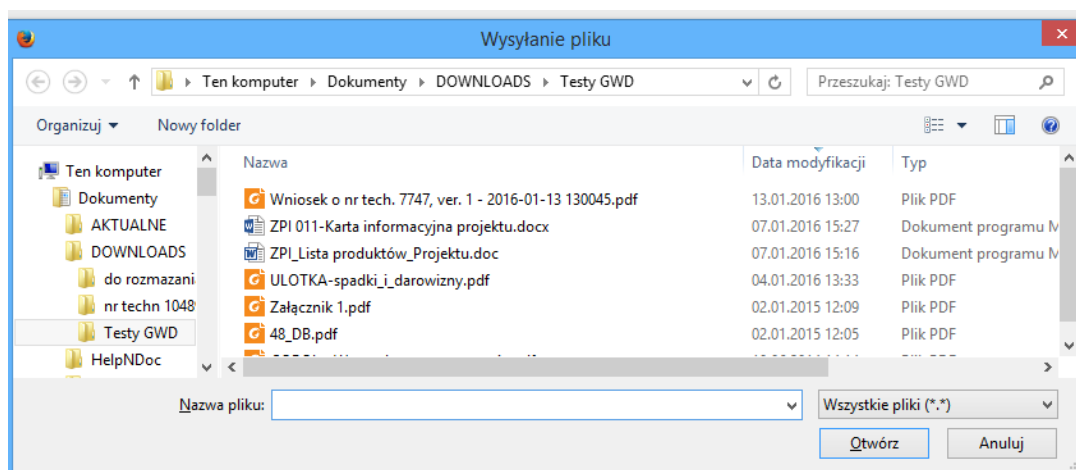 Wysyłanie pliku
Ten komputer Dokumenty DOWNLOADS Testy GWD Przeszukaj: Testy GWD
Organizuj Nowy folder
Ten komputer
Dokumenty
AKTUALNE
DOWNLOADS
do rozmazani
nr techn 1048
Testy GWD
HelpNDoc
Nazwa Data modyfikacji Typ
Wniosek o nr tech. 7747, ver. 1 - 2016-01-13 130045.pdf 13.01.2016 13:00 Plik PDF
ZPI 011-Karta informacyjna projektu.docx 07.01.2016 15:27 Dokument programu M
ZPI_Lista produktów_Projektu.doc 07.01.2016 15:16 Dokument programu M
ULOTKA-spadki_i_darowizny.pdf 04.01.2016 13:33 Plik PDF
Załącznik 1.pdf 02.01.2015 12:09 Plik PDF
48_DB.pdf 02.01.2015 12:05 Plik PDF
Nazwa pliku: Wszystkie pliki (*.*)
Otwórz Anuluj